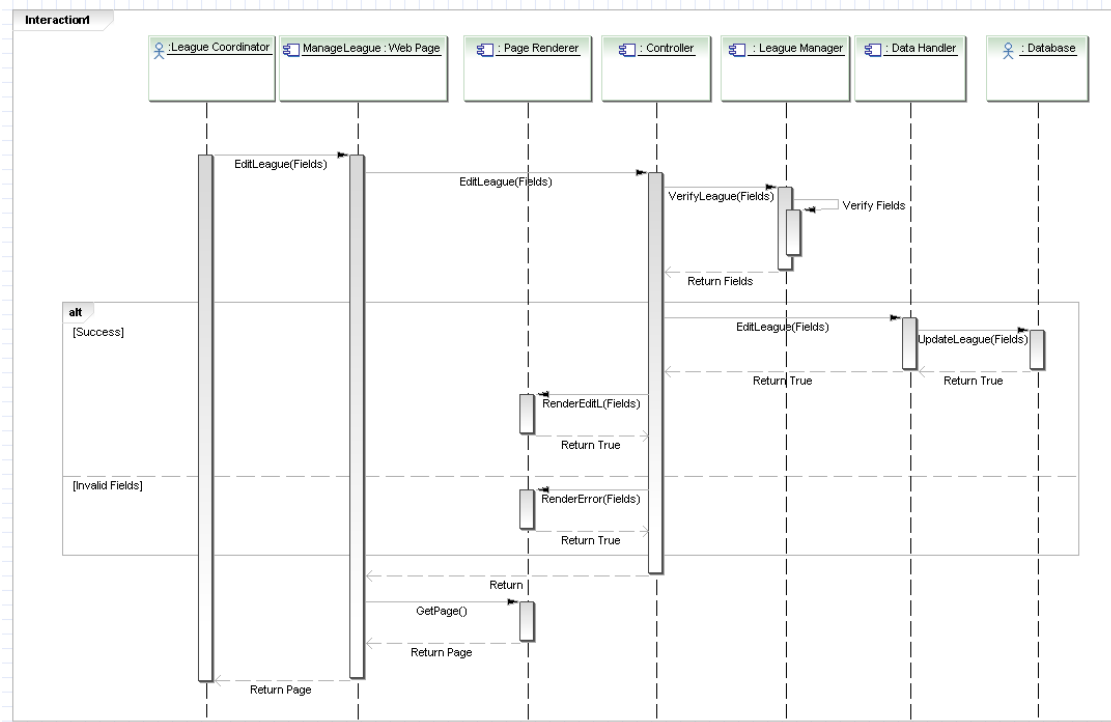 Interaction1
:League Coordinator
ManageLeague : Web Page
: Page Renderer
: Controller
: League Manager
: Data Handler
: Database
EditLeague(Fields)
EditLeague(Fields)
VerifyLeague(Fields)
Verify Fields
Return Fields
alt
[Success]
EditLeague(Fields)
UpdateLeague(Fields)
Return True
Return True
RenderEditL(Fields)
Return True
[Invalid Fields]
RenderError(Fields)
Return True
Return
GetPage()
Return Page
Return Page